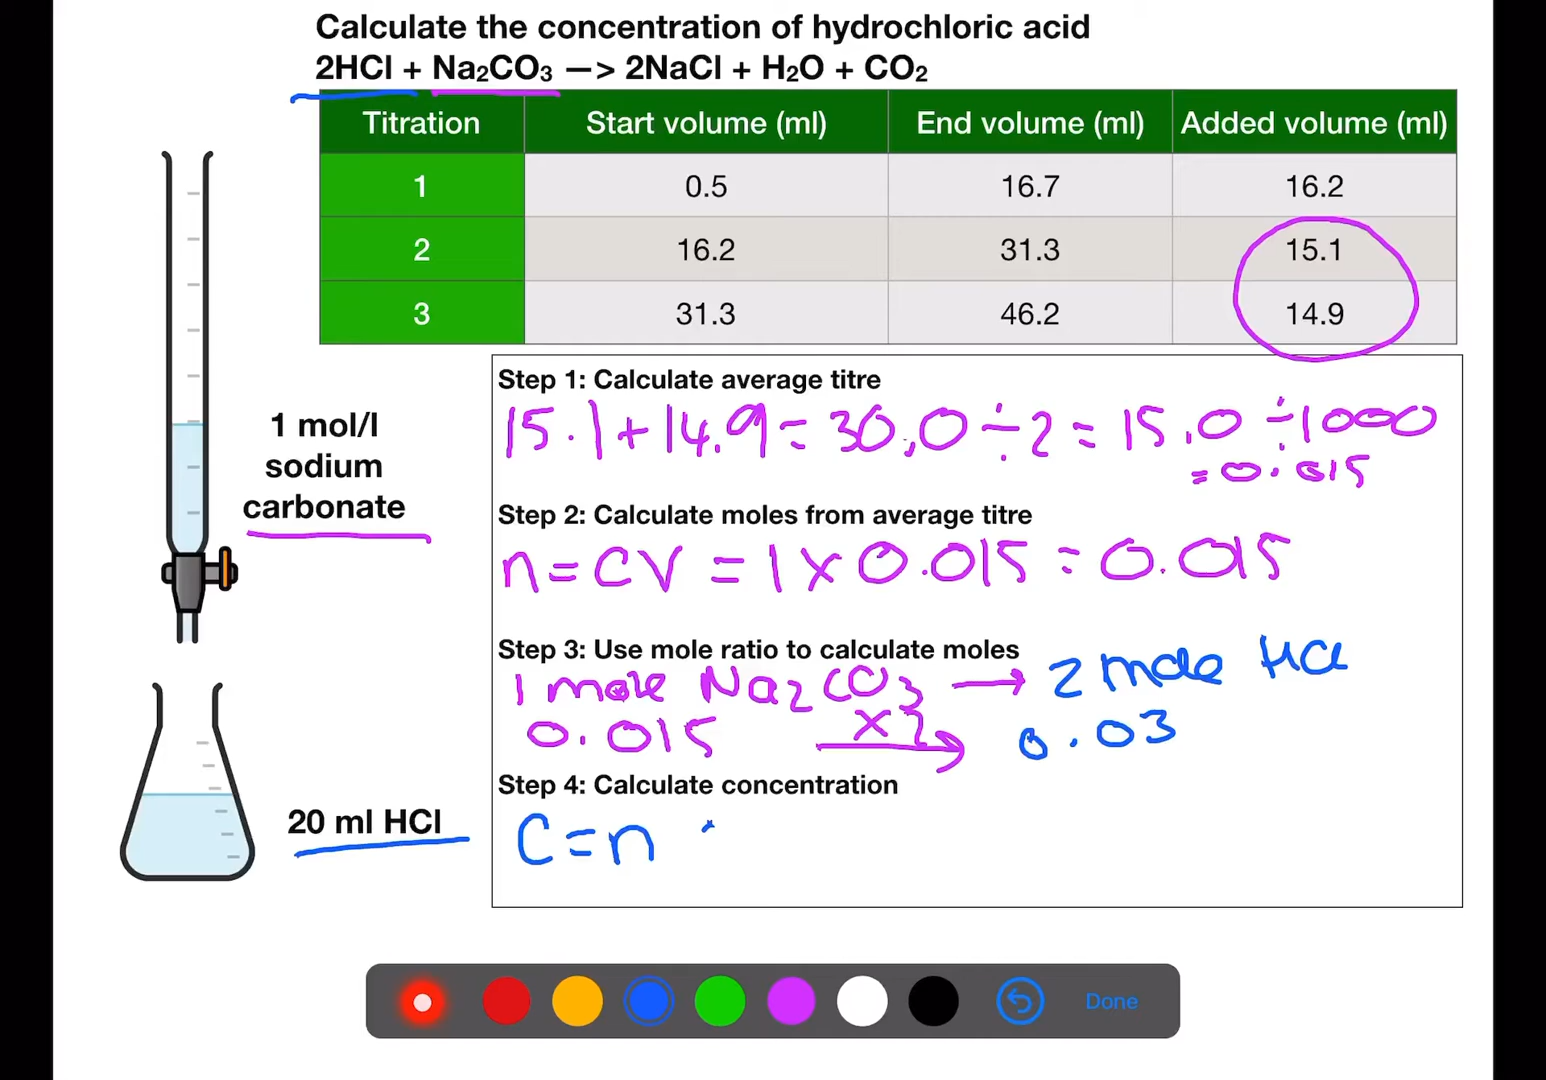 Calculate the concentration of hydrochloric acid
2HCl + Na₂CO₃ —> 2NaCl + H₂O + CO₂
Titration Start volume (ml) End volume (ml) Added volume (ml)
1 0.5 16.7 16.2
2 16.2 31.3 15.1
3 31.3 46.2 14.9
1 mol/l
sodium
carbonate
20 ml HCl
Step 1: Calculate average titre
15.1 + 14.9 = 30.0 ÷ 2 = 15.0 ÷ 1000
= 0.015
Step 2: Calculate moles from average titre
n = CV = 1 × 0.015 = 0.015
Step 3: Use mole ratio to calculate moles
1 mole Na₂CO₃ → 2 mole HCl
0.015 ×2 → 0.03
Step 4: Calculate concentration
C = n
Done